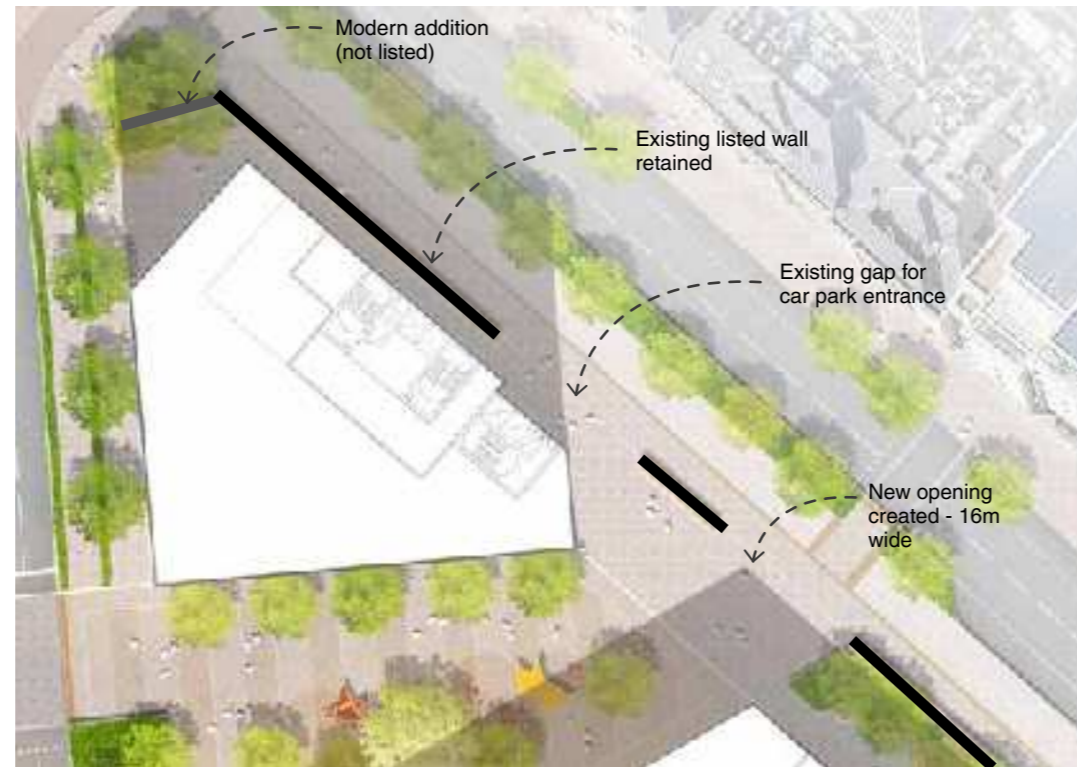 Modern addition
(not listed)
Existing listed wall
retained
Existing gap for
car park entrance
New opening
created - 16m
wide